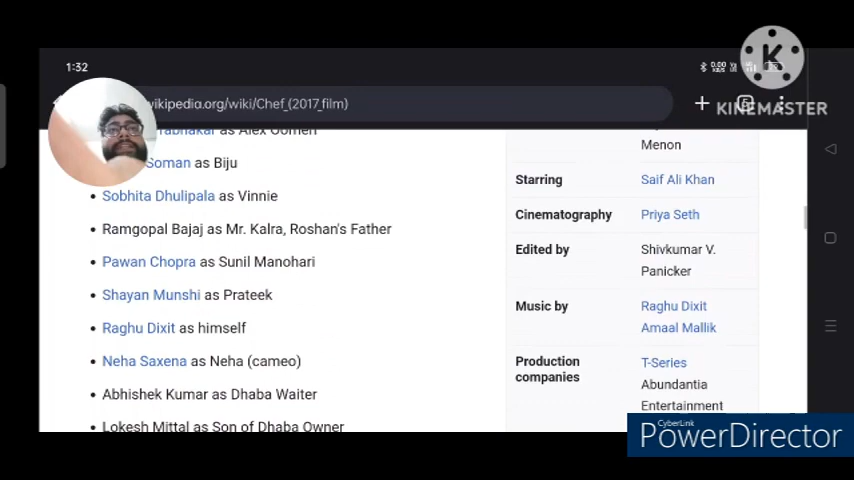 1:32
KINEMASTER
wikipedia.org/wiki/Chef_(2017_film)
Prabhakar as Alex Oomen
Soman as Biju
Sobhita Dhulipala as Vinnie
Ramgopal Bajaj as Mr. Kalra, Roshan's Father
Pawan Chopra as Sunil Manohari
Shayan Munshi as Prateek
Raghu Dixit as himself
Neha Saxena as Neha (cameo)
Abhishek Kumar as Dhaba Waiter
Lokesh Mittal as Son of Dhaba Owner
Menon
Starring Saif Ali Khan
Cinematography Priya Seth
Edited by Shivkumar V.
Panicker
Music by Raghu Dixit
Amaal Mallik
Production T-Series
companies Abundantia
Entertainment
CyberLink
PowerDirector